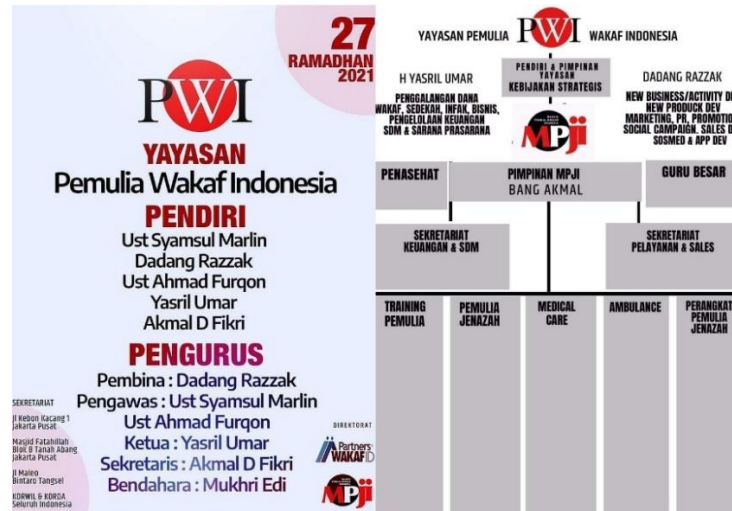 27
RAMADHAN
2021
PWI
YAYASAN
Pemulia Wakaf Indonesia
PENDIRI
Ust Syamsul Marlin
Dadang Razzak
Ust Ahmad Furqon
Yasril Umar
Akmal D Fikri
PENGURUS
Pembina : Dadang Razzak
Pengawas : Ust Syamsul Marlin
Ust Ahmad Furqon
Ketua : Yasril Umar
Sekretaris : Akmal D Fikri
Bendahara : Mukhri Edi
SEKRETARIAT
Jl Kebon Kacang 1
Jakarta Pusat
Masjid Fatahillah
Blok B Tanah Abang
Jakarta Pusat
Jl Maleo
Bintaro Tangsel
KORWIL & KORDA
Seluruh Indonesia
DIREKTORAT
Partners
WAKAFID
MPJI
YAYASAN PEMULIA PWI WAKAF INDONESIA
PENDIRI & PIMPINAN
YAYASAN
KEBIJAKAN STRATEGIS
H YASRIL UMAR
PENGGALANGAN DANA
WAKAF, SEDEKAH, INFAK, BISNIS,
PENGELOLAAN KEUANGAN
SDM & SARANA PRASARANA
DADANG RAZZAK
NEW BUSINESS/ACTIVITY D
NEW PRODUCK DEV
MARKETING, PR, PROMOTIO
SOCIAL CAMPAIGN. SALES D
SOSMED & APP DEV
MPJI
PENASEHAT
PIMPINAN MPJI
BANG AKMAL
GURU BESAR
SEKRETARIAT
KEUANGAN & SDM
SEKRETARIAT
PELAYANAN & SALES
TRAINING
PEMULIA
PEMULIA
JENAZAH
MEDICAL
CARE
AMBULANCE
PERANGKAT
PEMULIA
JENAZAH